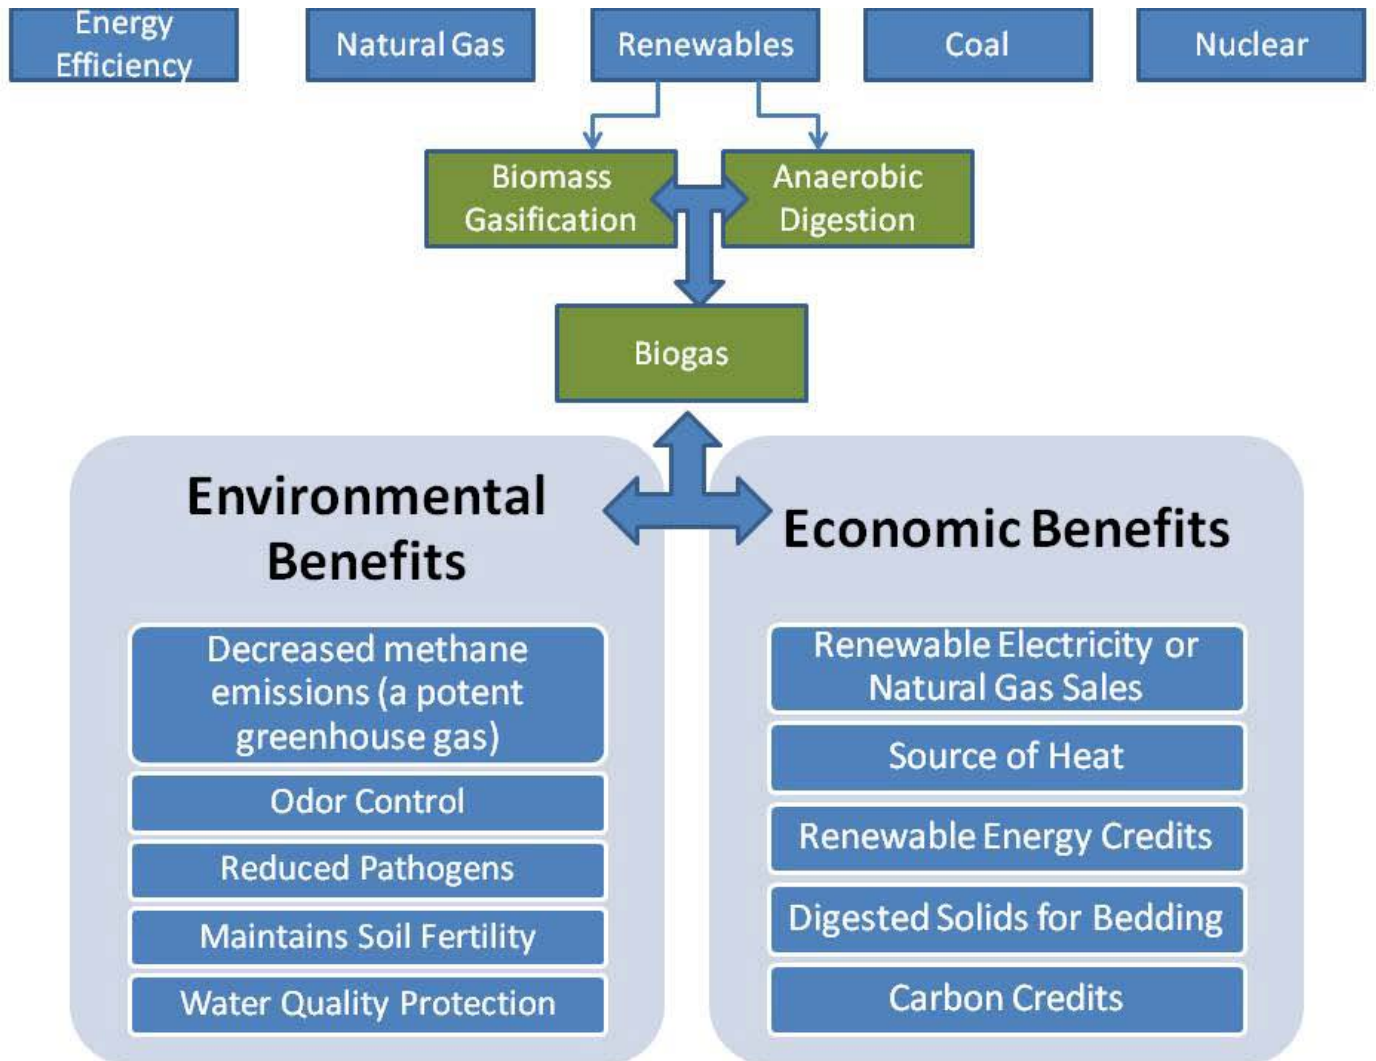 Energy
Efficiency
Natural Gas
Renewables
Coal
Nuclear
Biomass
Gasification
Anaerobic
Digestion
Biogas
Environmental
Benefits
Decreased methane
emissions (a potent
greenhouse gas)
Odor Control
Reduced Pathogens
Maintains Soil Fertility
Water Quality Protection
Economic Benefits
Renewable Electricity or
Natural Gas Sales
Source of Heat
Renewable Energy Credits
Digested Solids for Bedding
Carbon Credits